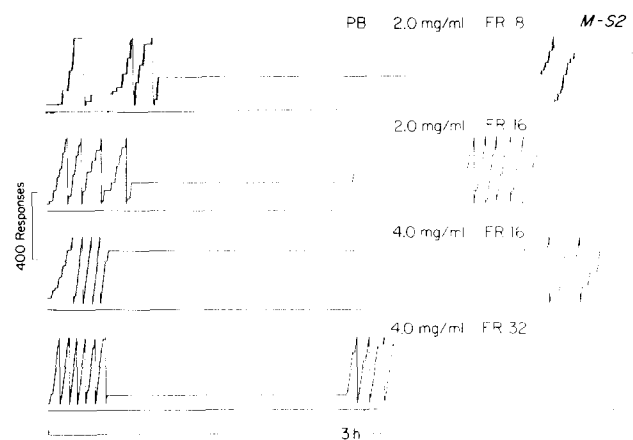 PB 2.0 mg/ml FR 8 M-S2
2.0 mg/ml FR 16
400 Responses
4.0 mg/ml FR 16
4.0 mg/ml FR 32
3 h